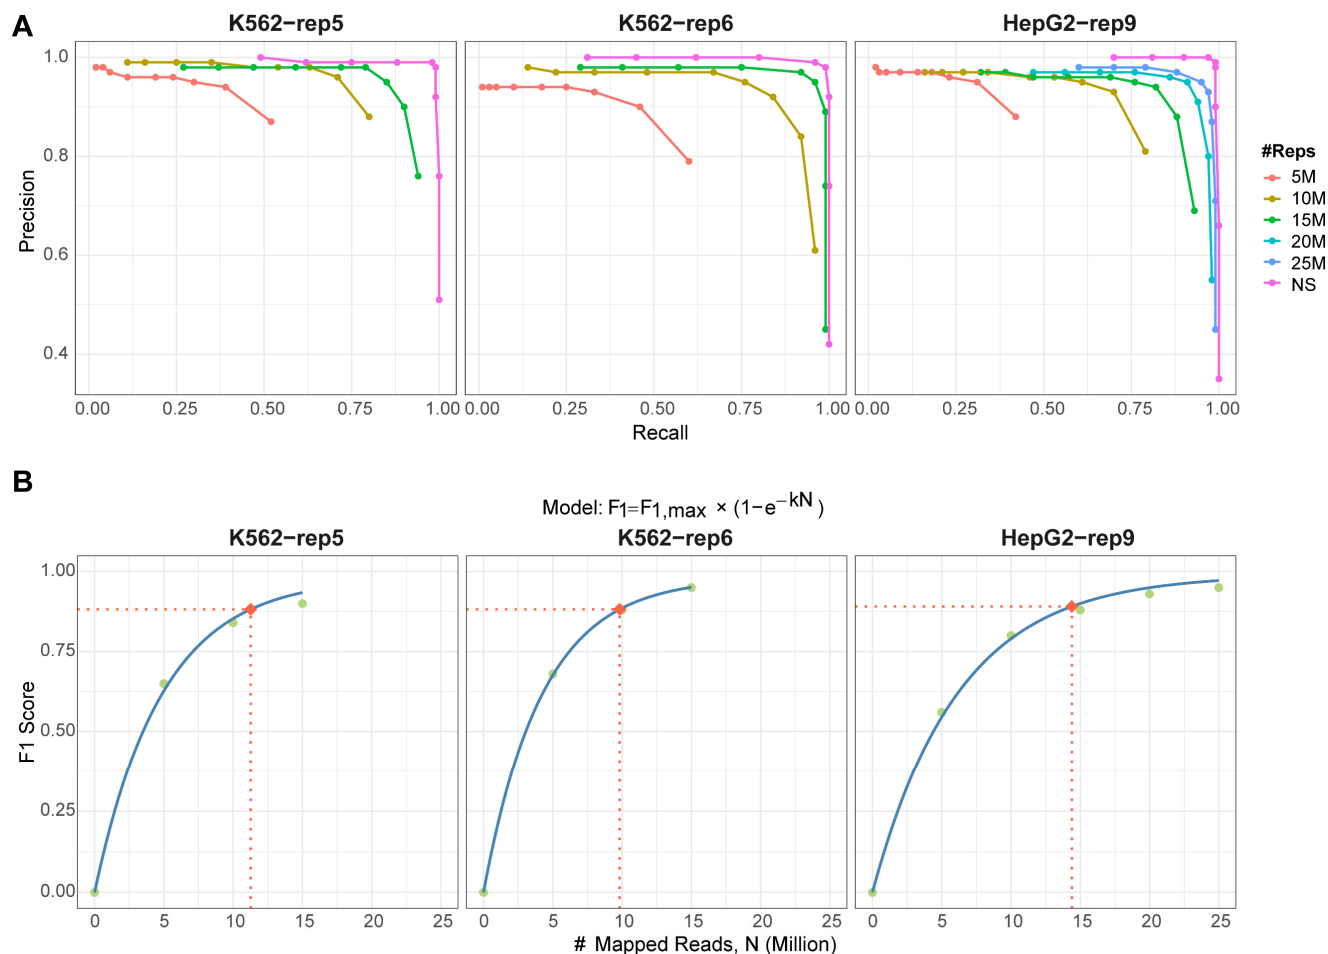 A
K562−rep5 K562−rep6 HepG2−rep9
1.0
0.8
0.6
0.4
Precision
0.00 0.25 0.50 0.75 1.00 0.00 0.25 0.50 0.75 1.00 0.00 0.25 0.50 0.75 1.00
Recall
#Reps
5M
10M
15M
20M
25M
NS
B
Model: F1=F1,max × (1−e−kN)
K562−rep5 K562−rep6 HepG2−rep9
1.00
0.75
0.50
0.25
0.00
F1 Score
0 5 10 15 20 25 0 5 10 15 20 25 0 5 10 15 20 25
# Mapped Reads, N (Million)